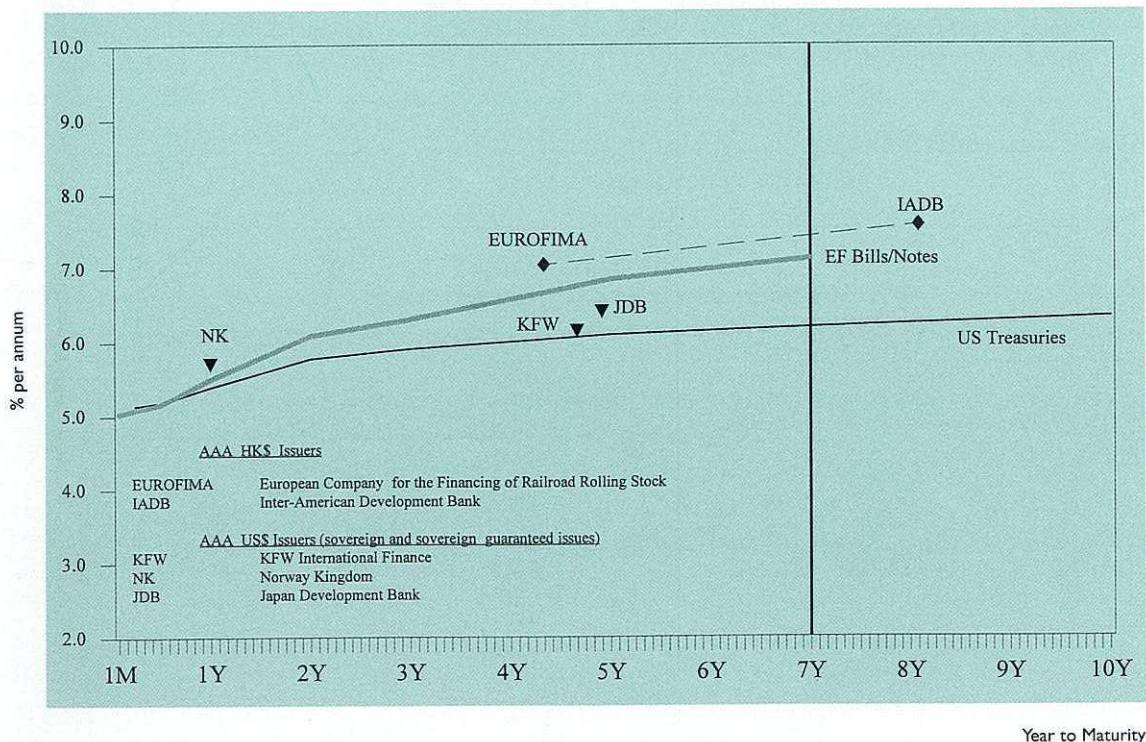 10.0
9.0
8.0
7.0
6.0
5.0
4.0
3.0
2.0
% per annum
IADB
EUROFIMA
EF Bills/Notes
JDB
KFW
NK
US Treasuries
AAA HK$ Issuers
EUROFIMA European Company for the Financing of Railroad Rolling Stock
IADB Inter-American Development Bank
AAA US$ Issuers (sovereign and sovereign guaranteed issues)
KFW KFW International Finance
NK Norway Kingdom
JDB Japan Development Bank
1M 1Y 2Y 3Y 4Y 5Y 6Y 7Y 8Y 9Y 10Y
Year to Maturity